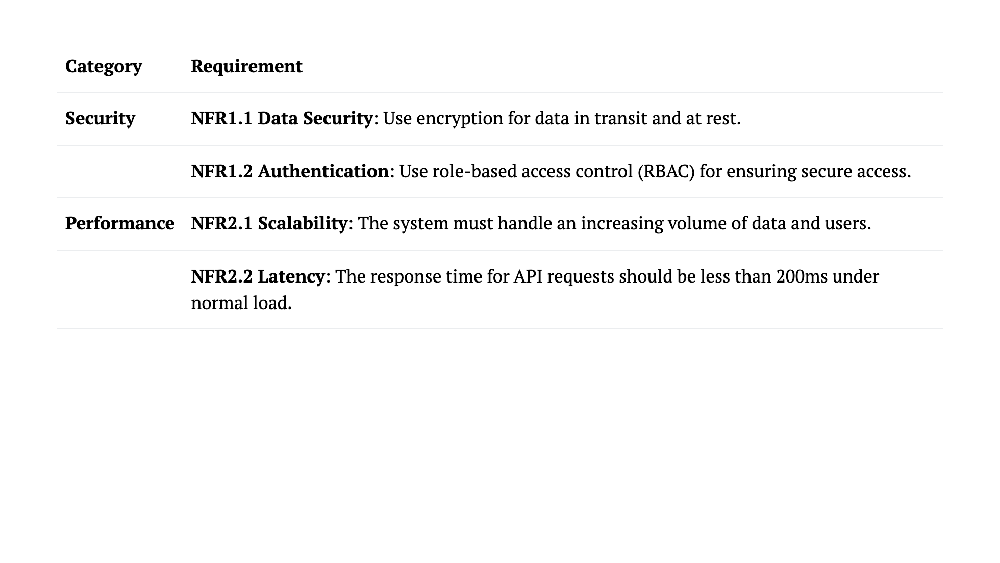 Category Requirement
Security NFR1.1 Data Security: Use encryption for data in transit and at rest.
NFR1.2 Authentication: Use role-based access control (RBAC) for ensuring secure access.
Performance NFR2.1 Scalability: The system must handle an increasing volume of data and users.
NFR2.2 Latency: The response time for API requests should be less than 200ms under
normal load.